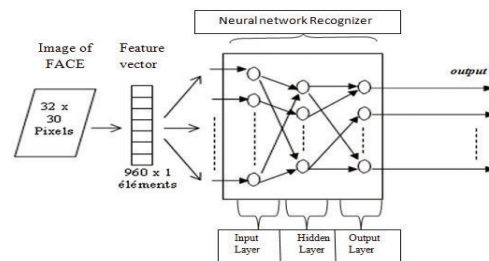 Neural network Recognizer
Image of
FACE
Feature
vector
output
32 x
30
Pixels
960 x 1
éléments
Input
Layer
Hidden
Layer
Output
Layer